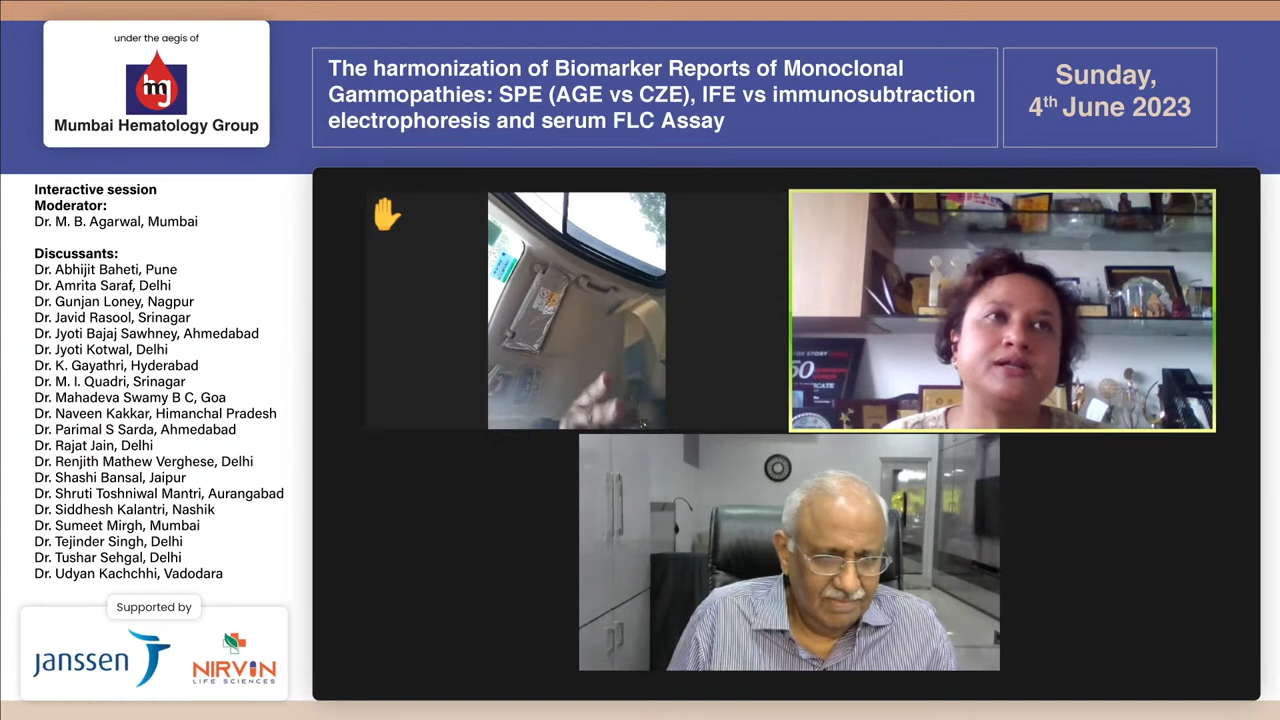 under the aegis of
hg
Mumbai Hematology Group
The harmonization of Biomarker Reports of Monoclonal
Gammopathies: SPE (AGE vs CZE), IFE vs immunosubtraction
electrophoresis and serum FLC Assay
Sunday,
4th June 2023
Interactive session
Moderator:
Dr. M. B. Agarwal, Mumbai
Discussants:
Dr. Abhijit Baheti, Pune
Dr. Amrita Saraf, Delhi
Dr. Gunjan Loney, Nagpur
Dr. Javid Rasool, Srinagar
Dr. Jyoti Bajaj Sawhney, Ahmedabad
Dr. Jyoti Kotwal, Delhi
Dr. K. Gayathri, Hyderabad
Dr. M. I. Quadri, Srinagar
Dr. Mahadeva Swamy B C, Goa
Dr. Naveen Kakkar, Himanchal Pradesh
Dr. Parimal S Sarda, Ahmedabad
Dr. Rajat Jain, Delhi
Dr. Renjith Mathew Verghese, Delhi
Dr. Shashi Bansal, Jaipur
Dr. Shruti Toshniwal Mantri, Aurangabad
Dr. Siddhesh Kalantri, Nashik
Dr. Sumeet Mirgh, Mumbai
Dr. Tejinder Singh, Delhi
Dr. Tushar Sehgal, Delhi
Dr. Udyan Kachchhi, Vadodara
Supported by
janssen
NIRViN
LIFE SCIENCES
STORY
50
ICATE